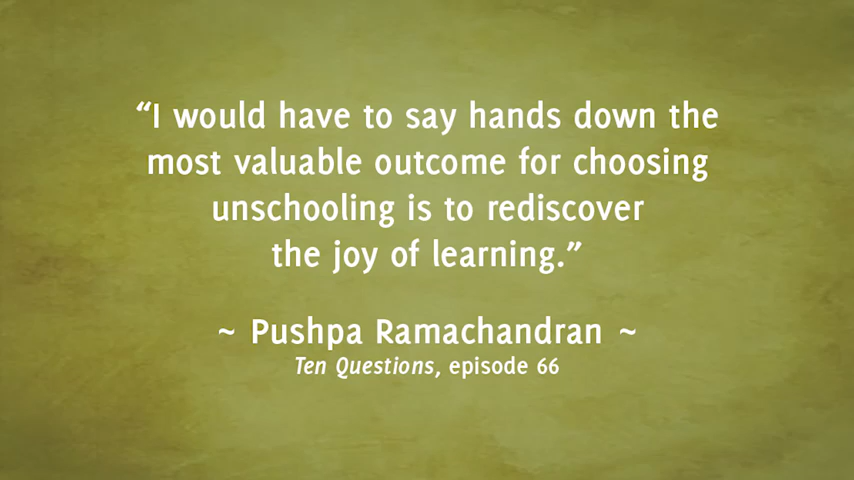 “I would have to say hands down the
most valuable outcome for choosing
unschooling is to rediscover
the joy of learning.”
~ Pushpa Ramachandran ~
Ten Questions, episode 66